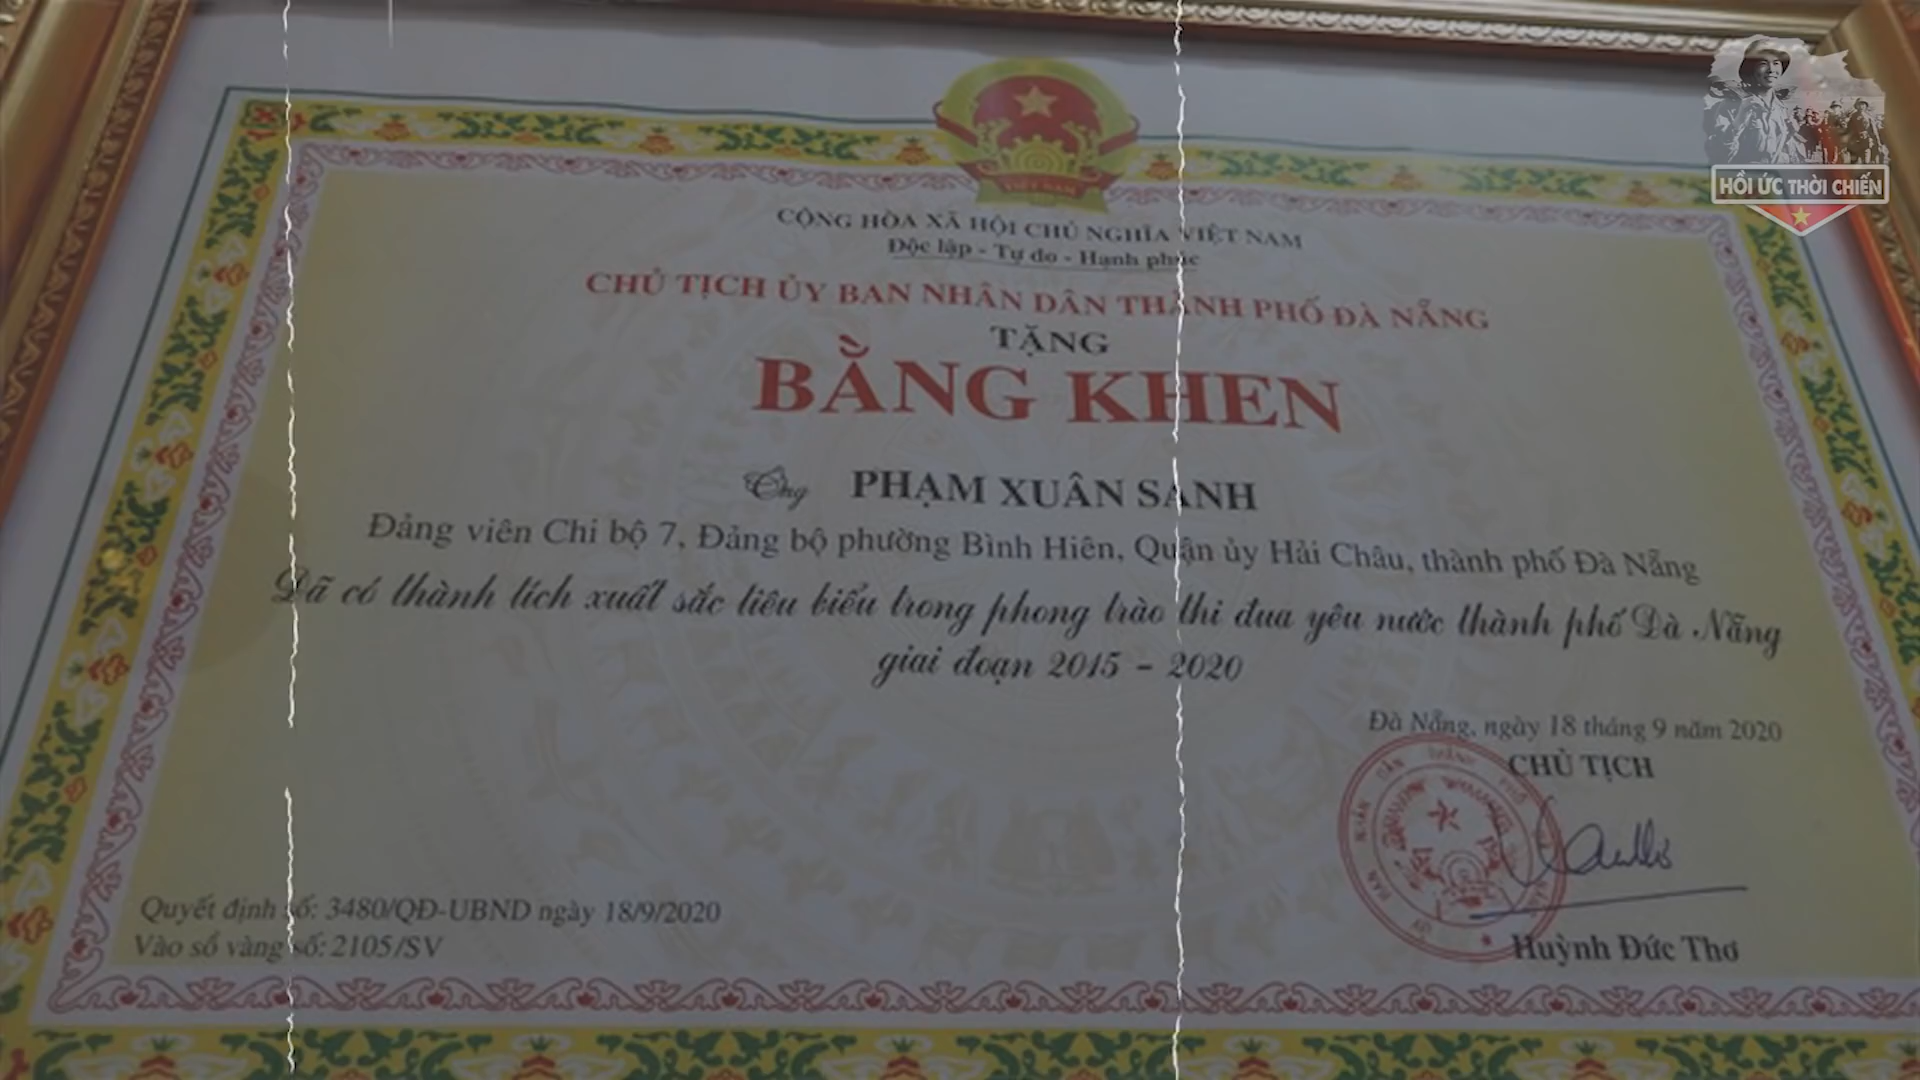 HỒI ỨC THỜI CHIẾN
VIỆT NAM
CỘNG HÒA XÃ HỘI CHỦ NGHĨA VIỆT NAM
Độc lập - Tự do - Hạnh phúc
CHỦ TỊCH ỦY BAN NHÂN DÂN THÀNH PHỐ ĐÀ NẴNG
TẶNG
BẰNG KHEN
Ông PHẠM XUÂN SANH
Đảng viên Chi bộ 7, Đảng bộ phường Bình Hiên, Quận ủy Hải Châu, thành phố Đà Nẵng
Đã có thành tích xuất sắc tiêu biểu trong phong trào thi đua yêu nước thành phố Đà Nẵng
giai đoạn 2015 - 2020
Đà Nẵng, ngày 18 tháng 9 năm 2020
CHỦ TỊCH
Huỳnh Đức Thơ
Quyết định số: 3480/QĐ-UBND ngày 18/9/2020
Vào sổ vàng số: 2105/SV